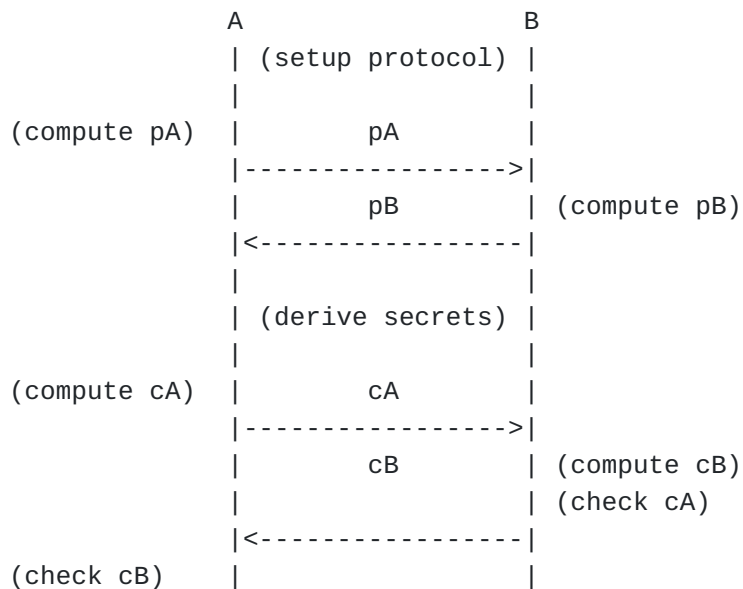 A B
| (setup protocol) |
| |
(compute pA) | pA |
|----------------->|
| pB | (compute pB)
|<-----------------|
| |
| (derive secrets) |
| |
(compute cA) | cA |
|----------------->|
| cB | (compute cB)
| | (check cA)
|<-----------------|
(check cB) | |